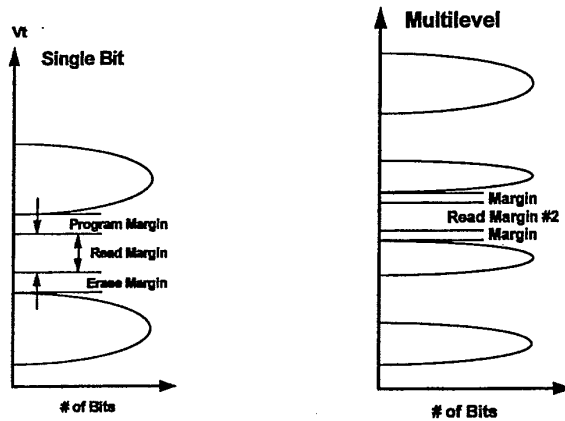 Vt
Single Bit
Program Margin
Read Margin
Erase Margin
# of Bits
Multilevel
Margin
Read Margin #2
Margin
# of Bits